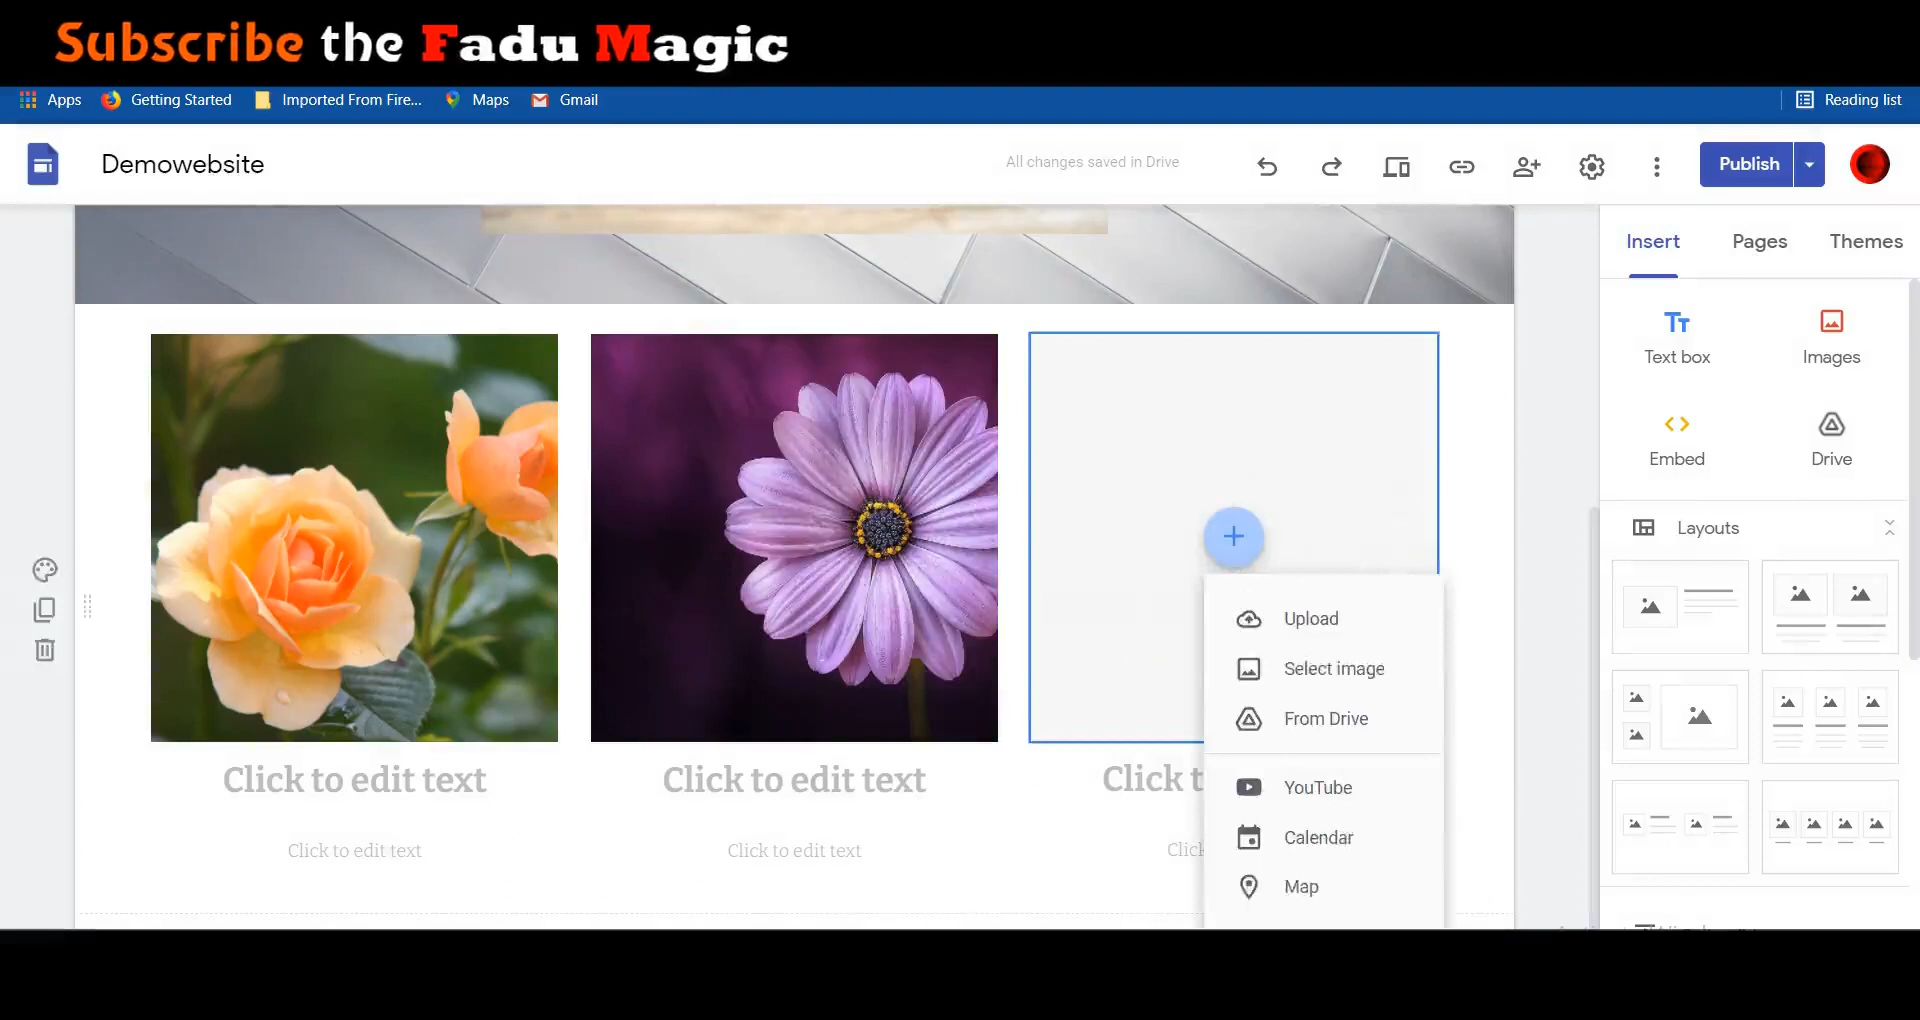 Subscribe the Fadu Magic
Apps
Getting Started
Imported From Fire...
Maps
Gmail
Reading list
Demowebsite
All changes saved in Drive
Publish
Insert
Pages
Themes
Text box
Images
Embed
Drive
Layouts
Upload
Select image
From Drive
YouTube
Calendar
Map
Click to edit text
Click to edit text
Click t
Click to edit text
Click to edit text
Click